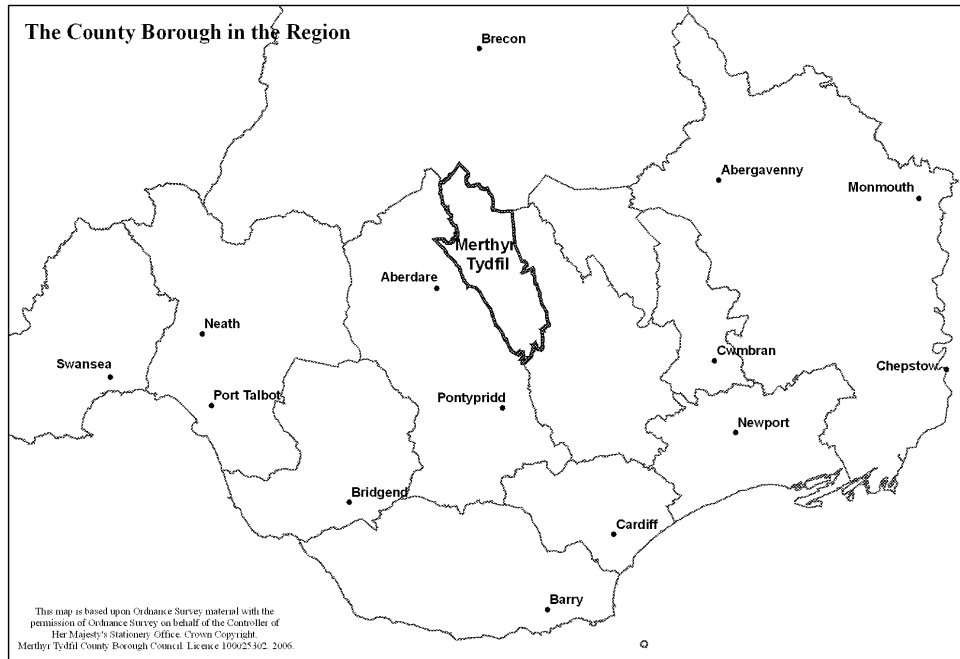 The County Borough in the Region
Brecon
Abergavenny
Monmouth
Merthyr
Tydfil
Aberdare
Neath
Swansea
Cwmbran
Chepstow
Port Talbot
Pontypridd
Newport
Bridgend
Cardiff
Barry
This map is based upon Ordnance Survey material with the
permission of Ordnance Survey on behalf of the Controller of
Her Majesty's Stationery Office. Crown Copyright.
Merthyr Tydfil County Borough Council. Licence 100025302. 2006.